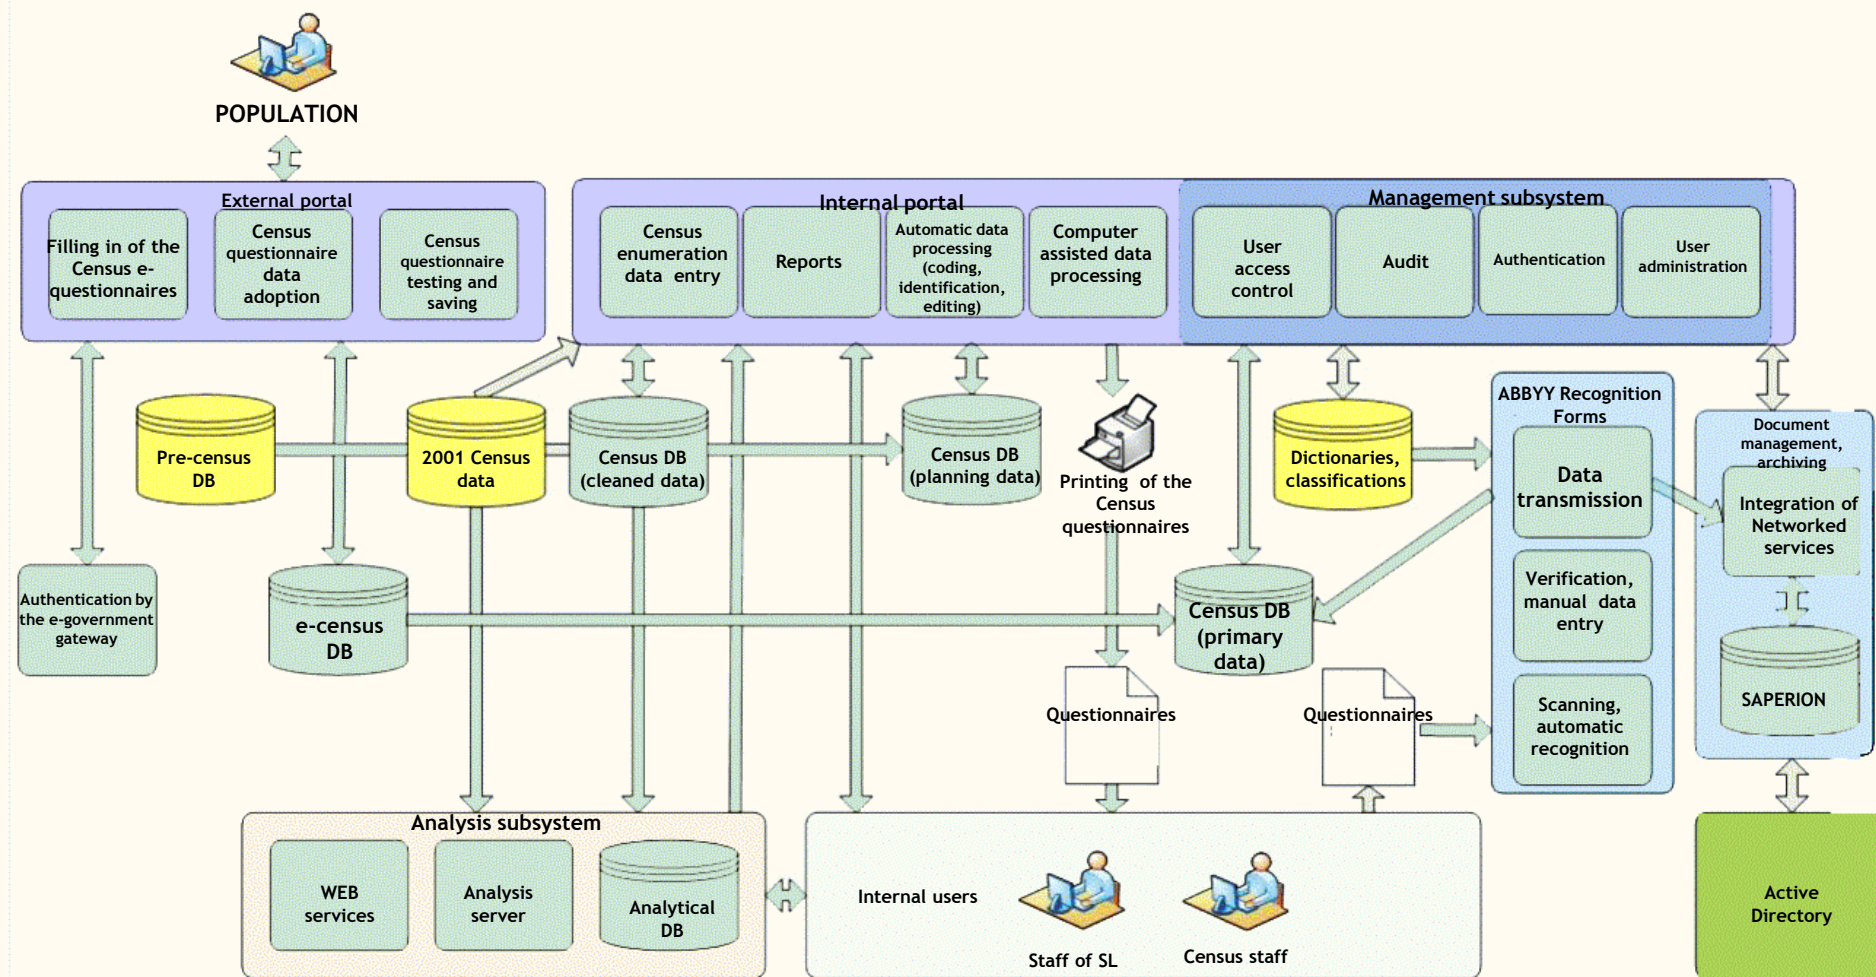 POPULATION
External portal
Filling in of the
Census e-
questionnaires
Census
questionnaire
data
adoption
Census
questionnaire
testing and
saving
Internal portal
Census
enumeration
data entry
Reports
Automatic data
processing
(coding,
identification,
editing)
Computer
assisted data
processing
Management subsystem
User
access
control
Audit
Authentication
User
administration
Pre-census
DB
2001 Census
data
Census DB
(cleaned data)
Census DB
(planning data)
Printing of the
Census
questionnaires
Dictionaries,
classifications
ABBYY Recognition
Forms
Data
transmission
Verification,
manual data
entry
Scanning,
automatic
recognition
Document
management,
archiving
Integration of
Networked
services
SAPERION
Authentication by
the e-government
gateway
e-census
DB
Census DB
(primary
data)
Questionnaires
Questionnaires
Analysis subsystem
WEB
services
Analysis
server
Analytical
DB
Internal users
Staff of SL
Census staff
Active
Directory